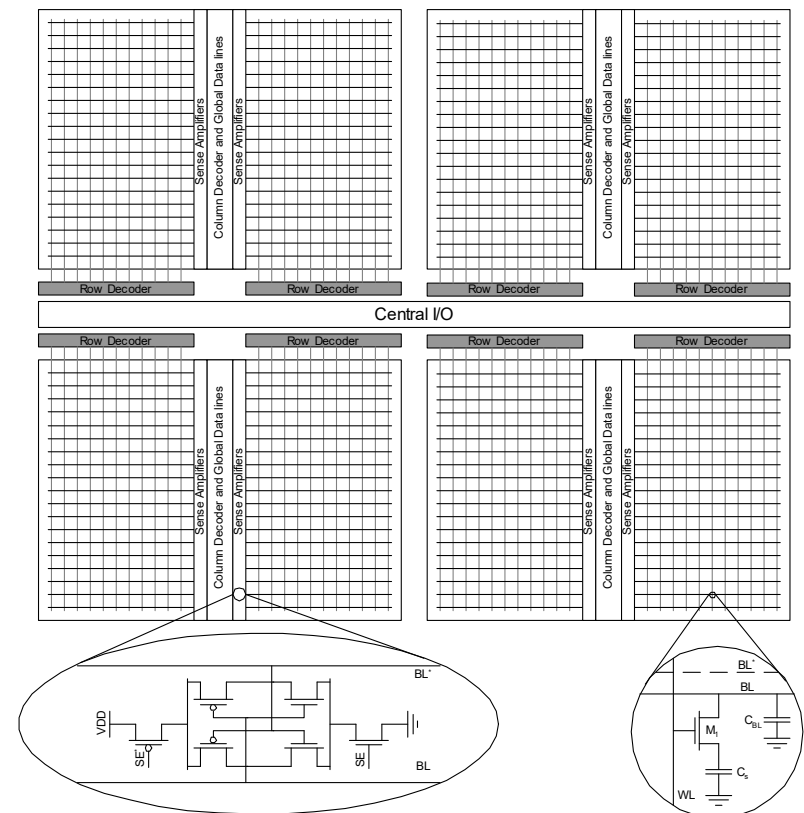 Sense Amplifiers
Column Decoder and Global Data lines
Sense Amplifiers
Sense Amplifiers
Column Decoder and Global Data lines
Sense Amplifiers
Row Decoder
Row Decoder
Row Decoder
Row Decoder
Central I/O
Row Decoder
Row Decoder
Row Decoder
Row Decoder
Sense Amplifiers
Column Decoder and Global Data lines
Sense Amplifiers
Sense Amplifiers
Column Decoder and Global Data lines
Sense Amplifiers
BL*
VDD
SE*
SE
BL
BL*
BL
M1
CBL
Cs
WL